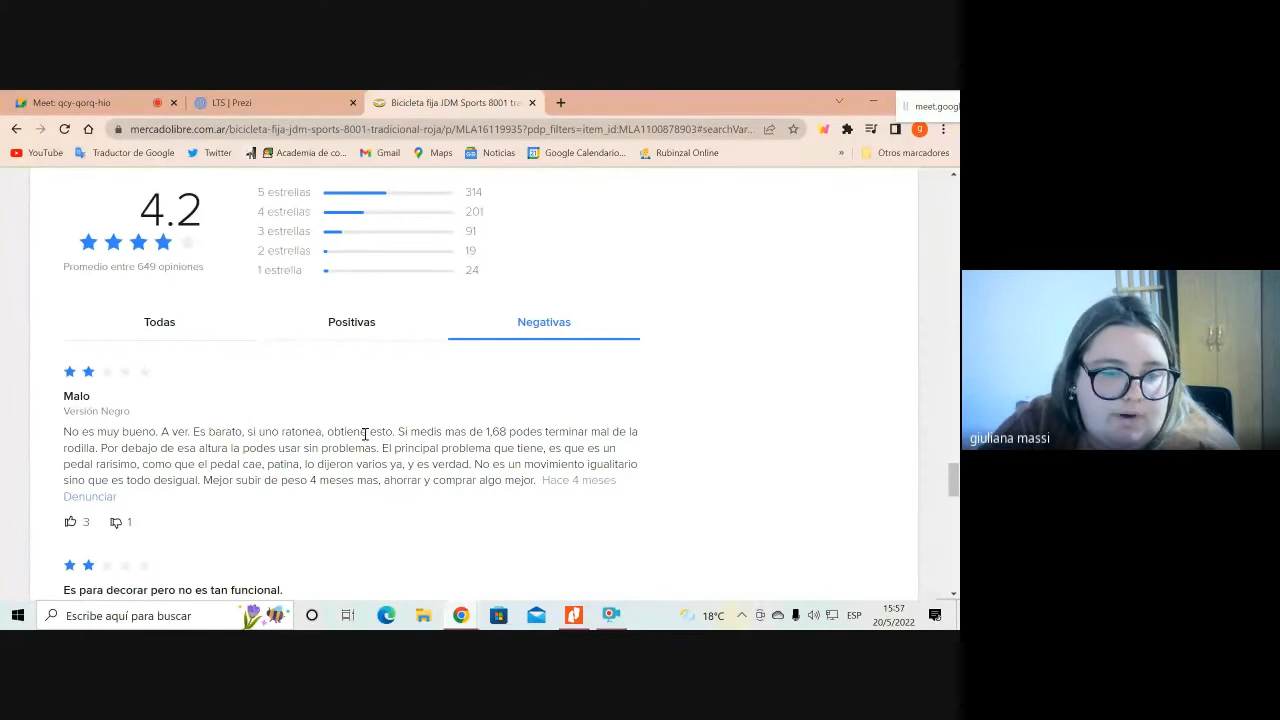 Meet: qcy-qorq-hio
LTS | Prezi
Bicicleta fija JDM Sports 8001 tra
meet.goog
mercadolibre.com.ar/bicicleta-fija-jdm-sports-8001-tradicional-roja/p/MLA16119935?pdp_filters=item_id:MLA1100878903#searchVar...
g
YouTube
Traductor de Google
Twitter
Academia de co...
Gmail
Maps
Noticias
Google Calendario...
Rubinzal Online
»
Otros marcadores
4.2
Promedio entre 649 opiniones
5 estrellas 314
4 estrellas 201
3 estrellas 91
2 estrellas 19
1 estrella 24
Todas
Positivas
Negativas
Malo
Versión Negro
No es muy bueno. A ver. Es barato, si uno ratonea, obtiene esto. Si medis mas de 1,68 podes terminar mal de la
rodilla. Por debajo de esa altura la podes usar sin problemas. El principal problema que tiene, es que es un
pedal rarisimo, como que el pedal cae, patina, lo dijeron varios ya, y es verdad. No es un movimiento igualitario
sino que es todo desigual. Mejor subir de peso 4 meses mas, ahorrar y comprar algo mejor. Hace 4 meses
Denunciar
3
1
Es para decorar pero no es tan funcional.
Escribe aquí para buscar
18°C
ESP
15:57
20/5/2022
giuliana massi